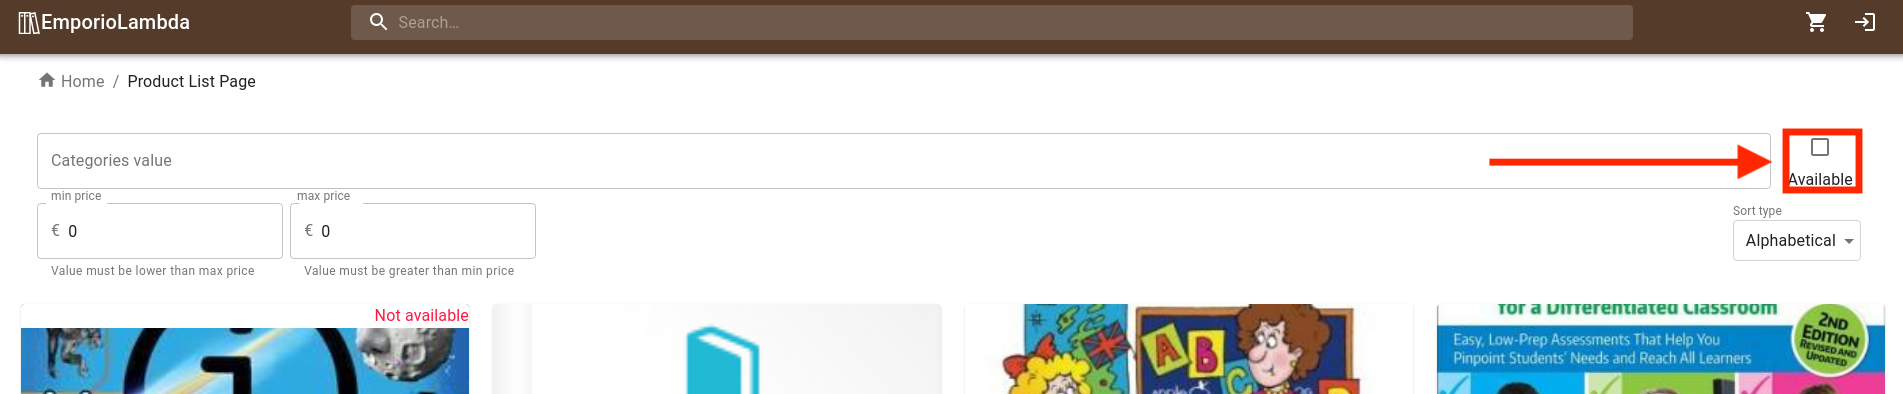 EmporioLambda
Search...
Home / Product List Page
Categories value
Available
min price
max price
€ 0
€ 0
Value must be lower than max price
Value must be greater than min price
Sort type
Alphabetical
Not available
A B C
for a Differentiated Classroom
Easy, Low-Prep Assessments That Help You
Pinpoint Students' Needs and Reach All Learners
2ND
EDITION
REVISED AND
UPDATED